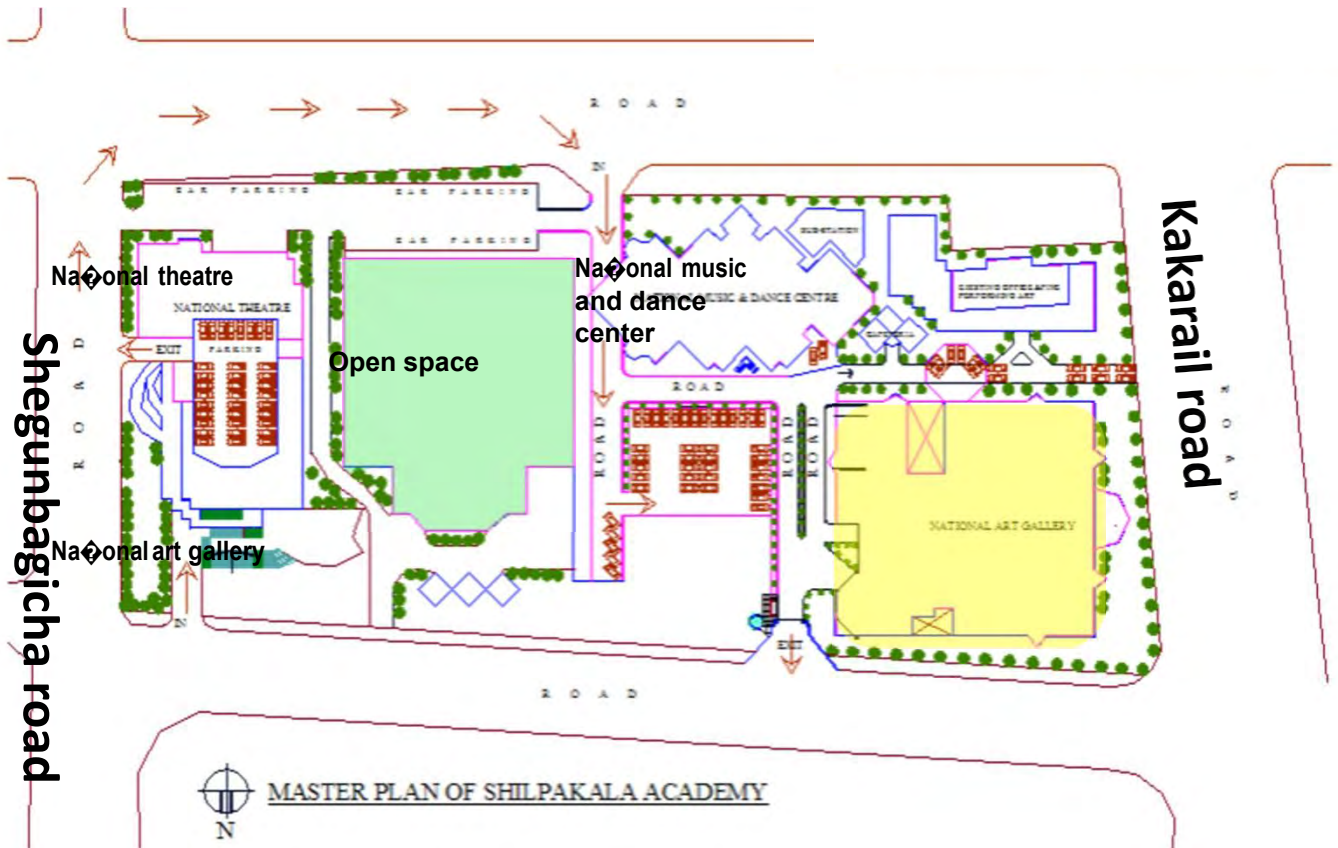 R O A D
IN
CAR PARKING
CAR PARKING
CAR PARKING
SUB-STATION
Na�onal theatre
NATIONAL THEATRE
PARKING
EXIT
ROAD
Shegunbagicha road
Open space
Na�onal music
and dance
center
MUSIC & DANCE CENTRE
ROAD
ROAD
ROAD
ROAD
Kakarail road
ROAD
NATIONAL ART GALLERY
Na�onal art gallery
IN
EXIT
R O A D
MASTER PLAN OF SHILPAKALA ACADEMY
N